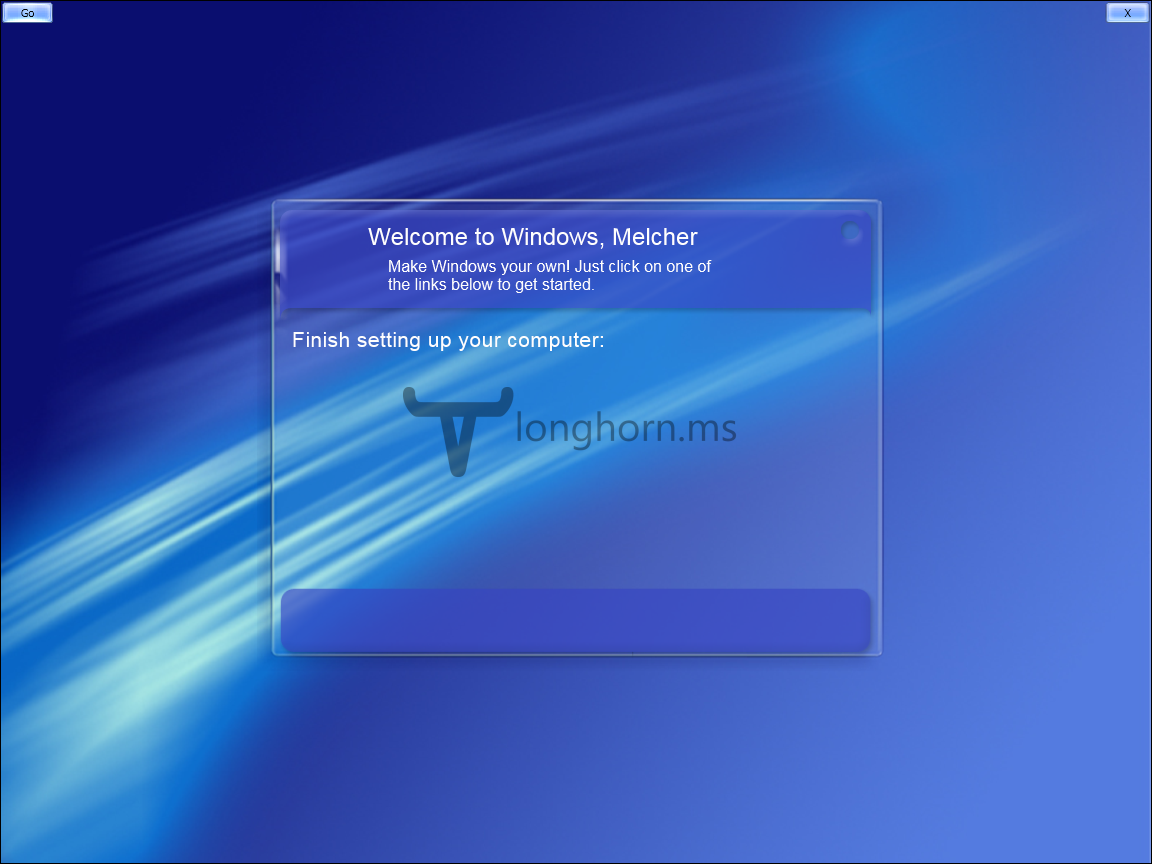 Go
X
Welcome to Windows, Melcher
Make Windows your own! Just click on one of
the links below to get started.
Finish setting up your computer:
longhorn.ms